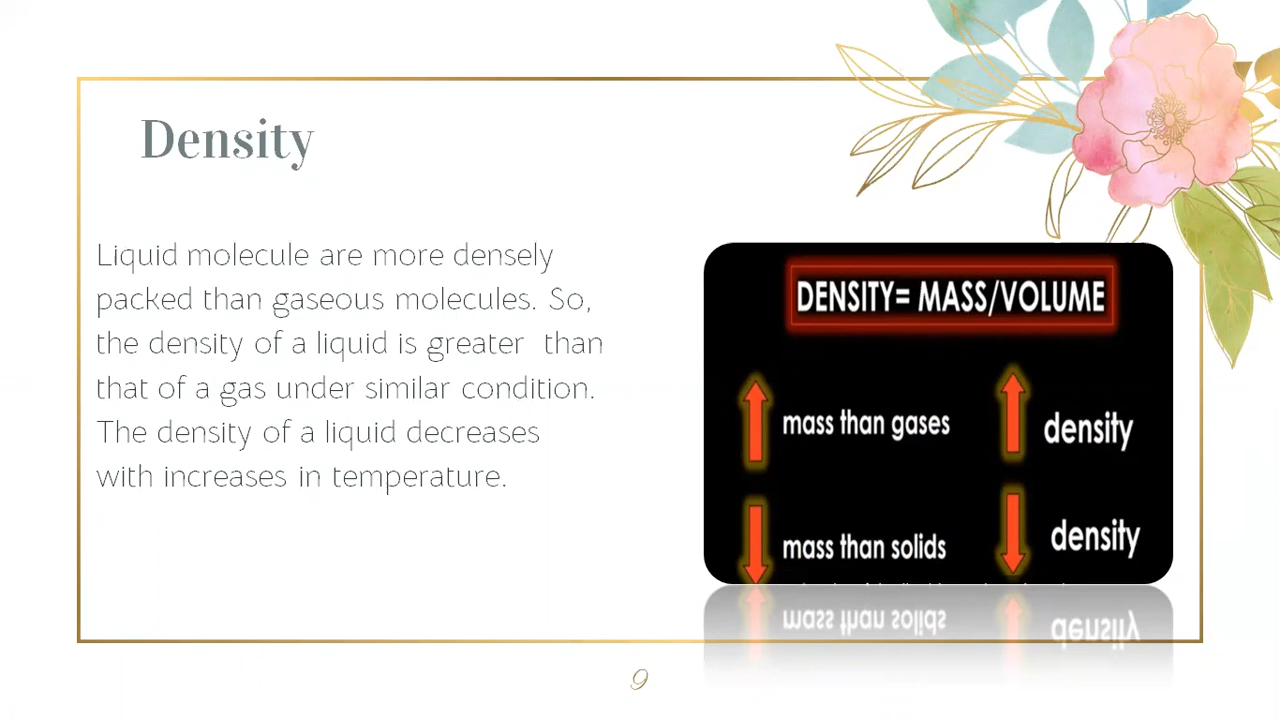 Density
Liquid molecule are more densely
packed than gaseous molecules. So,
the density of a liquid is greater than
that of a gas under similar condition.
The density of a liquid decreases
with increases in temperature.
DENSITY= MASS/VOLUME
mass than gases
density
mass than solids
density
9